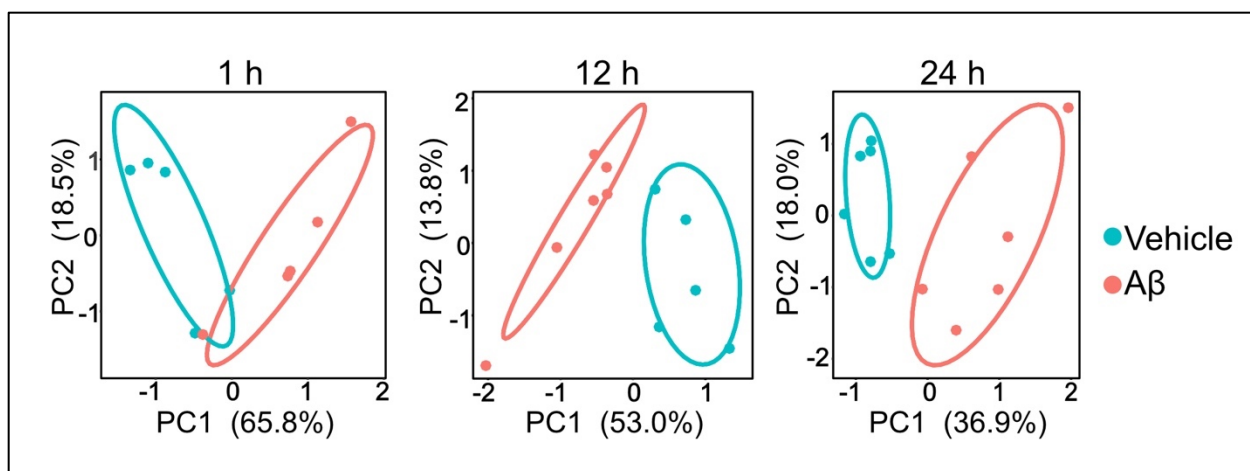 1 h
PC2 (18.5%)
1
0
-1
-1
0
1
2
PC1 (65.8%)
12 h
PC2 (13.8%)
2
1
0
-1
-2
-1
0
1
PC1 (53.0%)
24 h
PC2 (18.0%)
1
0
-1
-2
-1
0
1
2
PC1 (36.9%)
Vehicle
Aβ